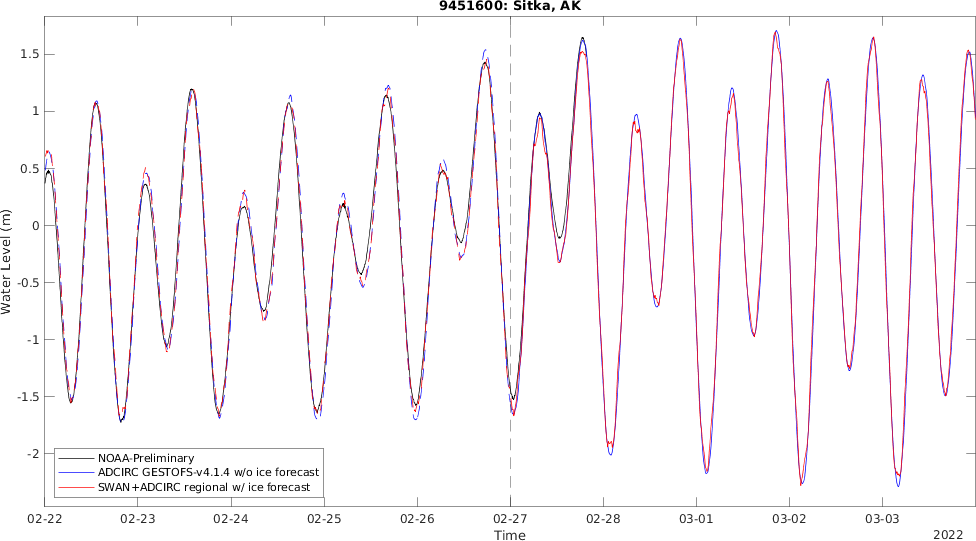 9451600: Sitka, AK
1.5
1
0.5
0
-0.5
-1
-1.5
-2
Water Level (m)
NOAA-Preliminary
ADCIRC GESTOFS-v4.1.4 w/o ice forecast
SWAN+ADCIRC regional w/ ice forecast
02-22 02-23 02-24 02-25 02-26 02-27 02-28 03-01 03-02 03-03
Time
2022